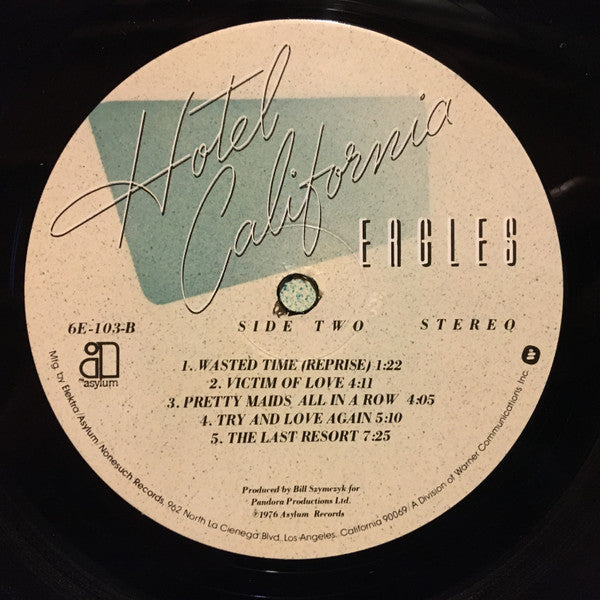 Hotel
California
EAGLES
6E-103-B SIDE TWO STEREO
asylum
1. WASTED TIME (REPRISE) 1:22
2. VICTIM OF LOVE 4:11
3. PRETTY MAIDS ALL IN A ROW 4:05
4. TRY AND LOVE AGAIN 5:10
5. THE LAST RESORT 7:25
Produced by Bill Szymczyk for
Pandora Productions Ltd.
℗1976 Asylum Records
Mfg. by Elektra/Asylum/Nonesuch Records, 962 North La Cienega Blvd. Los Angeles, California 90069/A Division of Warner Communications Inc.